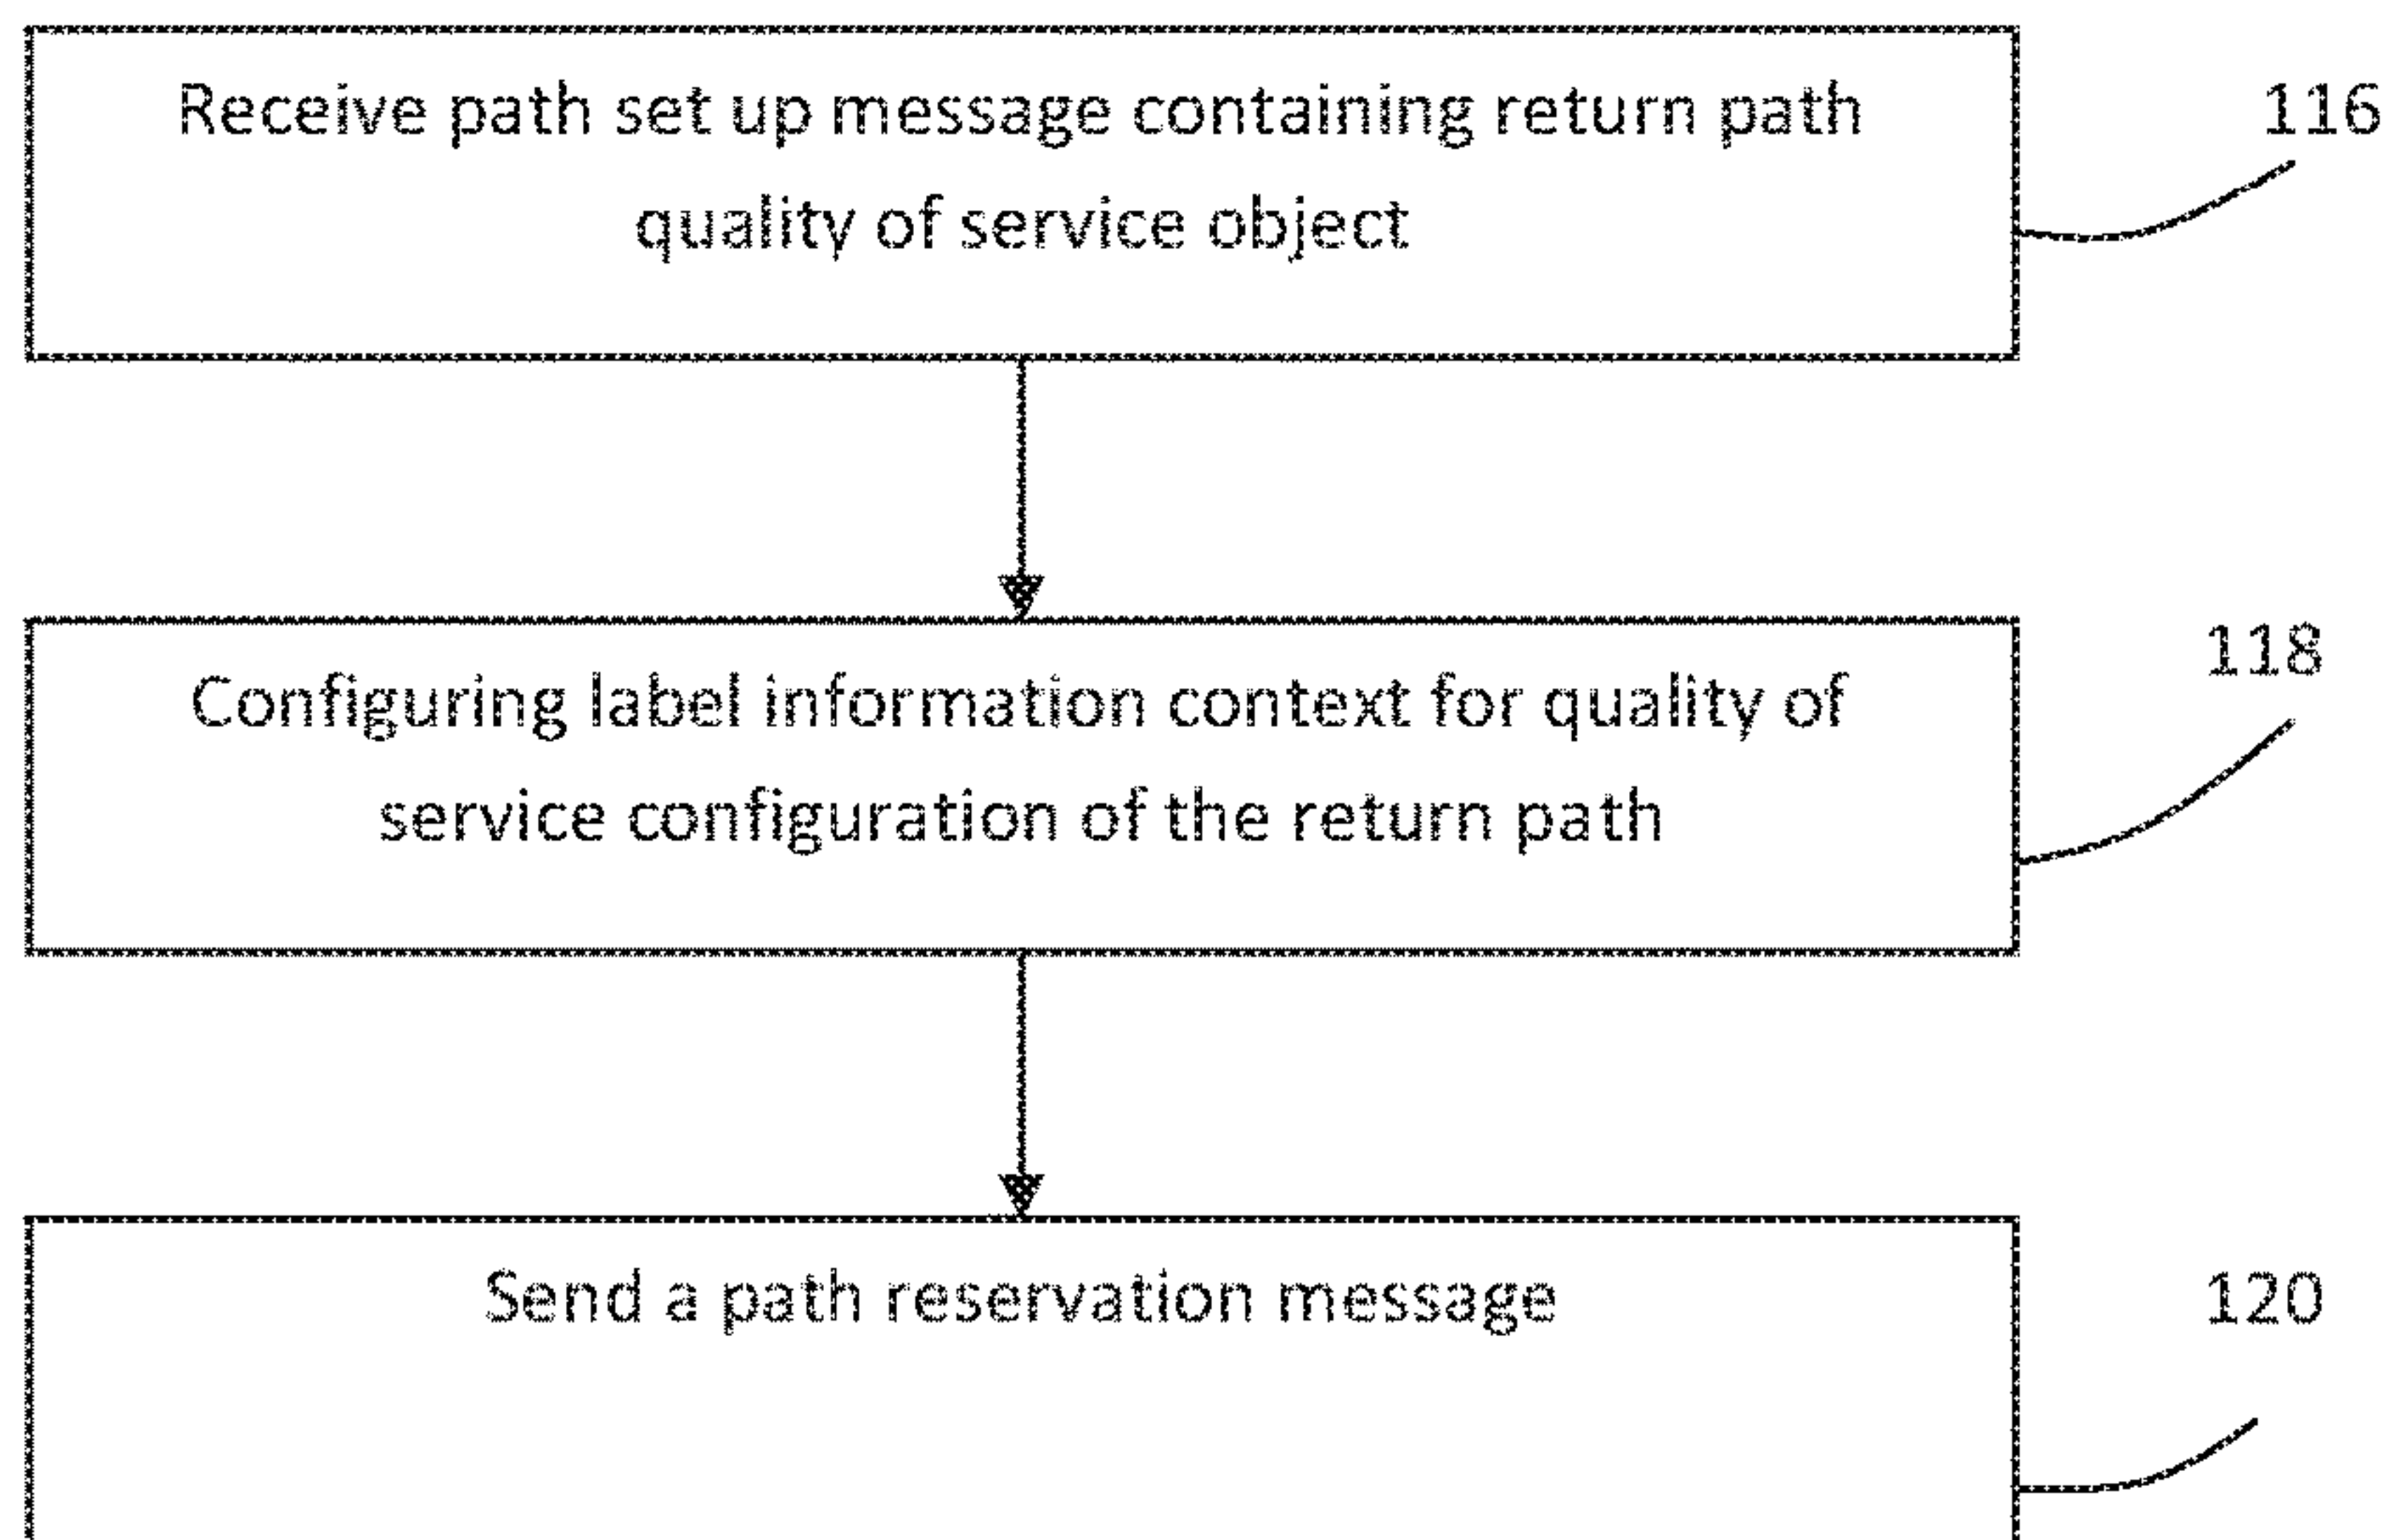 Receive path set up message containing return path
116
quality of service object
118
Configuring label information context for quality of
service configuration of the return path
Send a path reservation message
120